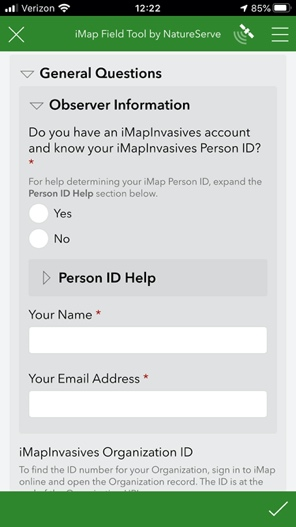 Verizon 12:22 85%
iMap Field Tool by NatureServe
General Questions
Observer Information
Do you have an iMapInvasives account
and know your iMapInvasives Person ID?
*
For help determining your iMap Person ID, expand the
Person ID Help section below.
Yes
No
Person ID Help
Your Name *
Your Email Address *
iMapInvasives Organization ID
To find the ID number for your Organization, sign in to iMap
online and open the Organization record. The ID is at the